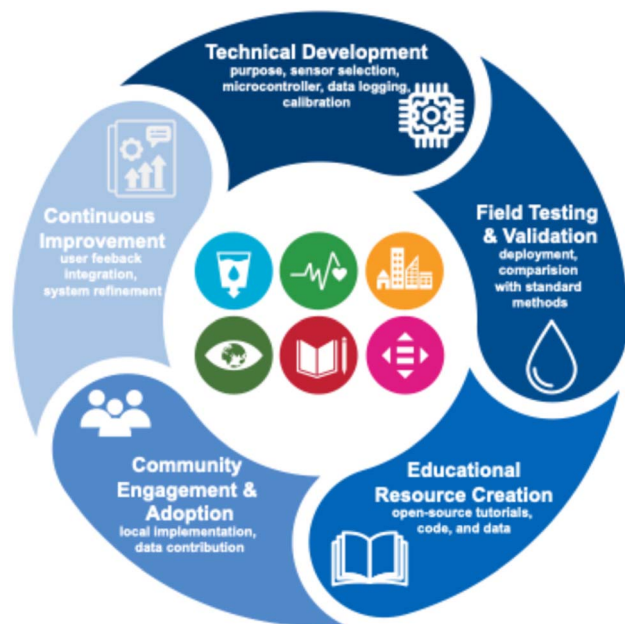 Technical Development
purpose, sensor selection,
microcontroller, data logging,
calibration
Field Testing
& Validation
deployment,
comparision
with standard
methods
Educational
Resource Creation
open-source tutorials,
code, and data
Community
Engagement &
Adoption
local implementation,
data contribution
Continuous
Improvement
user feeback
integration,
system refinement